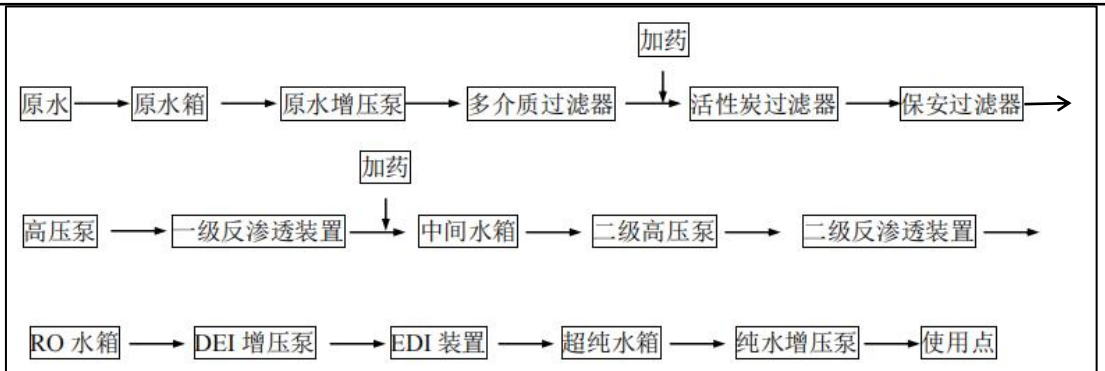 加药
原水 原水箱 原水增压泵 多介质过滤器 活性炭过滤器 保安过滤器
加药
高压泵 一级反渗透装置 中间水箱 二级高压泵 二级反渗透装置
RO 水箱 DEI 增压泵 EDI 装置 超纯水箱 纯水增压泵 使用点